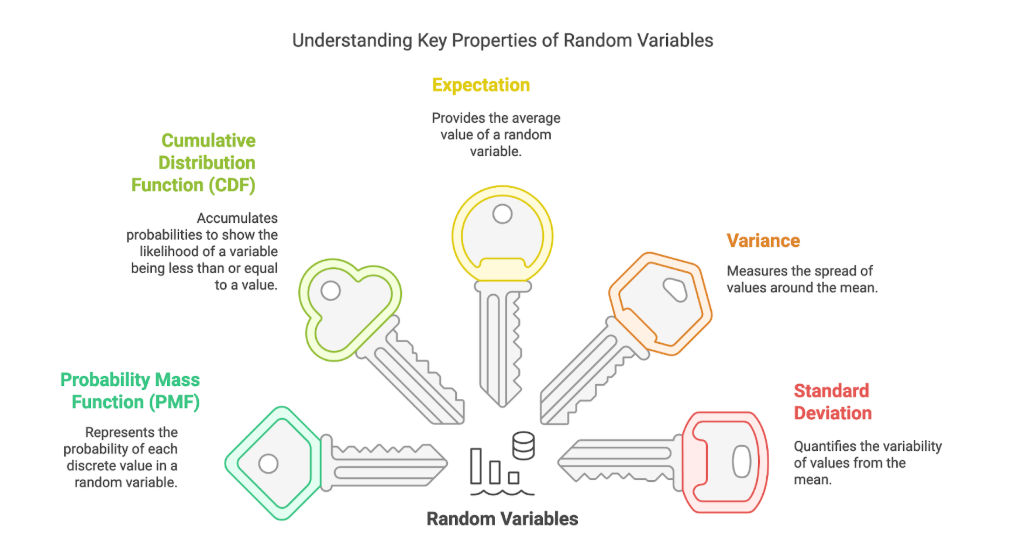 Understanding Key Properties of Random Variables
Expectation
Provides the average
value of a random
variable.
Cumulative
Distribution
Function (CDF)
Accumulates
probabilities to show the
likelihood of a variable
being less than or equal
to a value.
Variance
Measures the spread of
values around the mean.
Probability Mass
Function (PMF)
Represents the
probability of each
discrete value in a
random variable.
Standard
Deviation
Quantifies the variability
of values from the
mean.
Random Variables